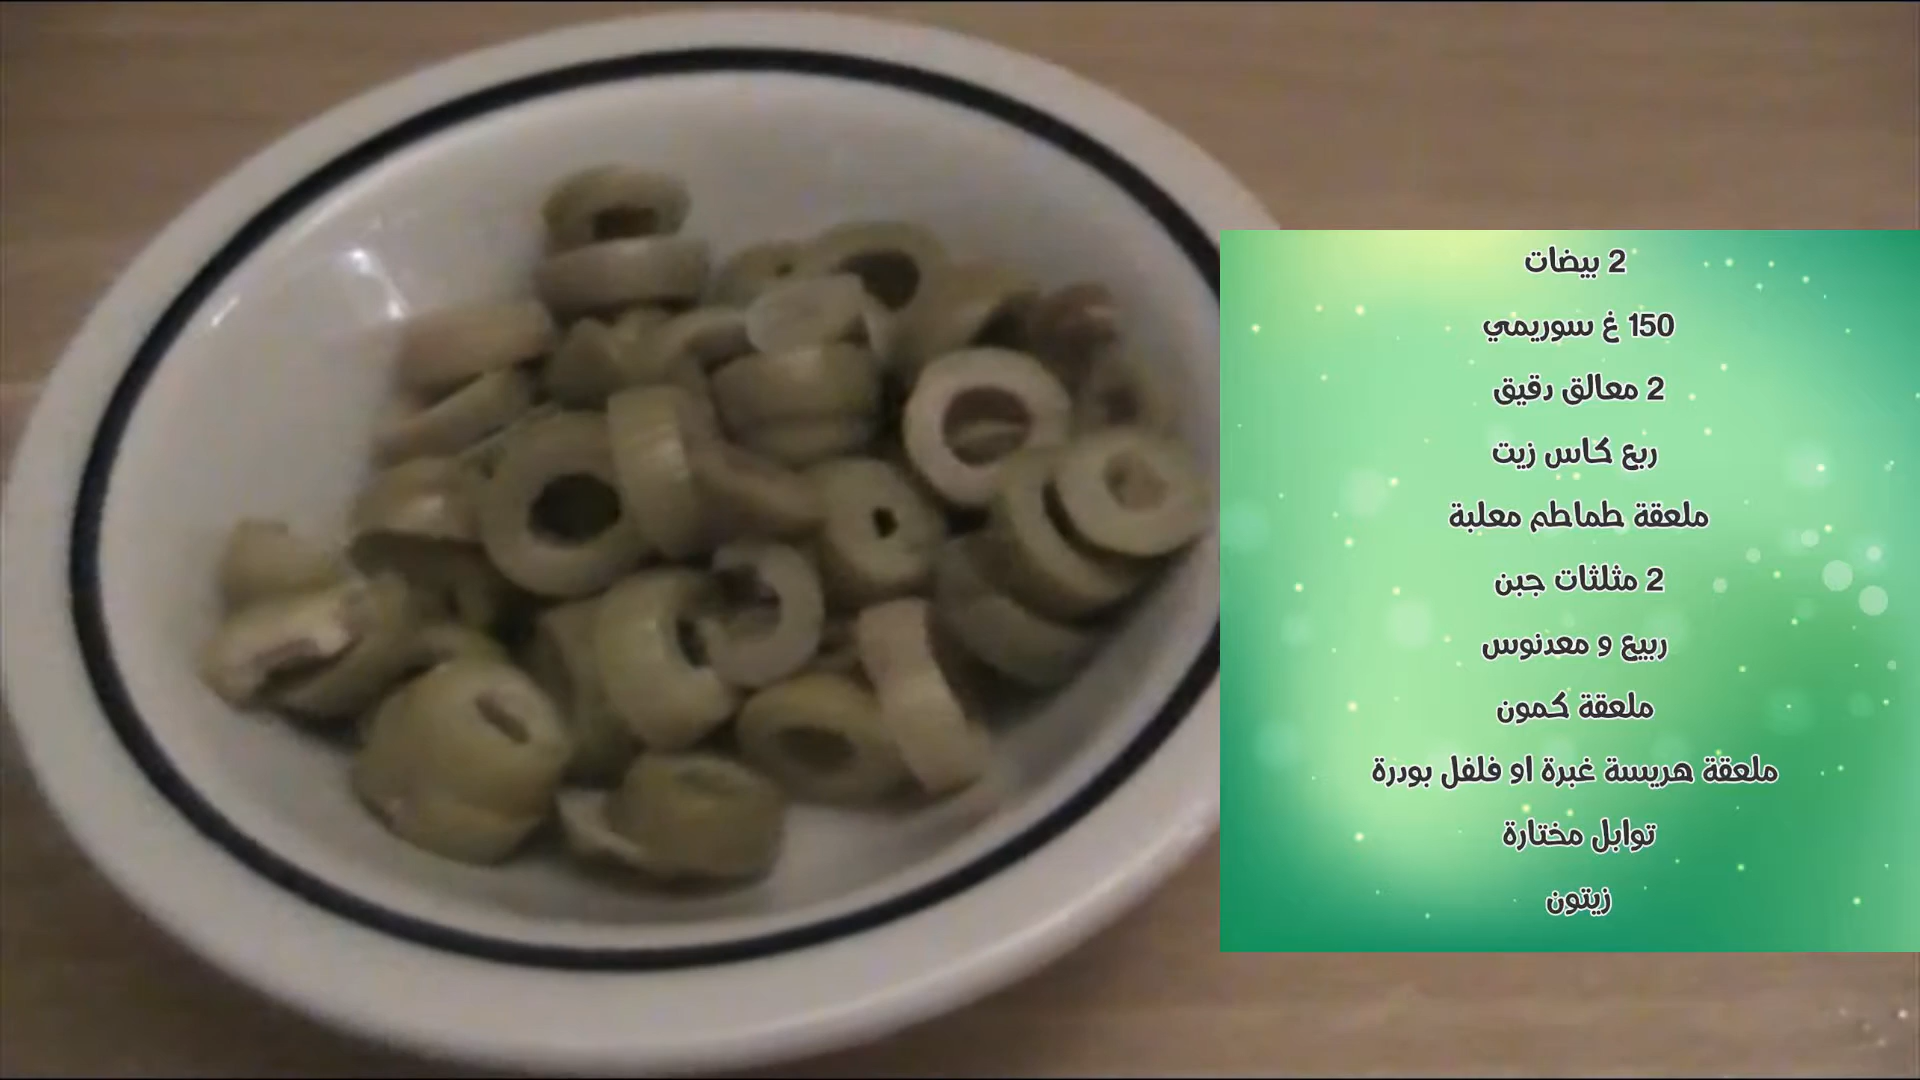 2 بيضات
150 غ سوريمي
2 معالق دقيق
ربع كاس زيت
ملعقة طماطم معلبة
2 مثلثات جبن
ربيع و معدنوس
ملعقة كمون
ملعقة هريسة غبرة او فلفل بودرة
توابل مختارة
زيتون